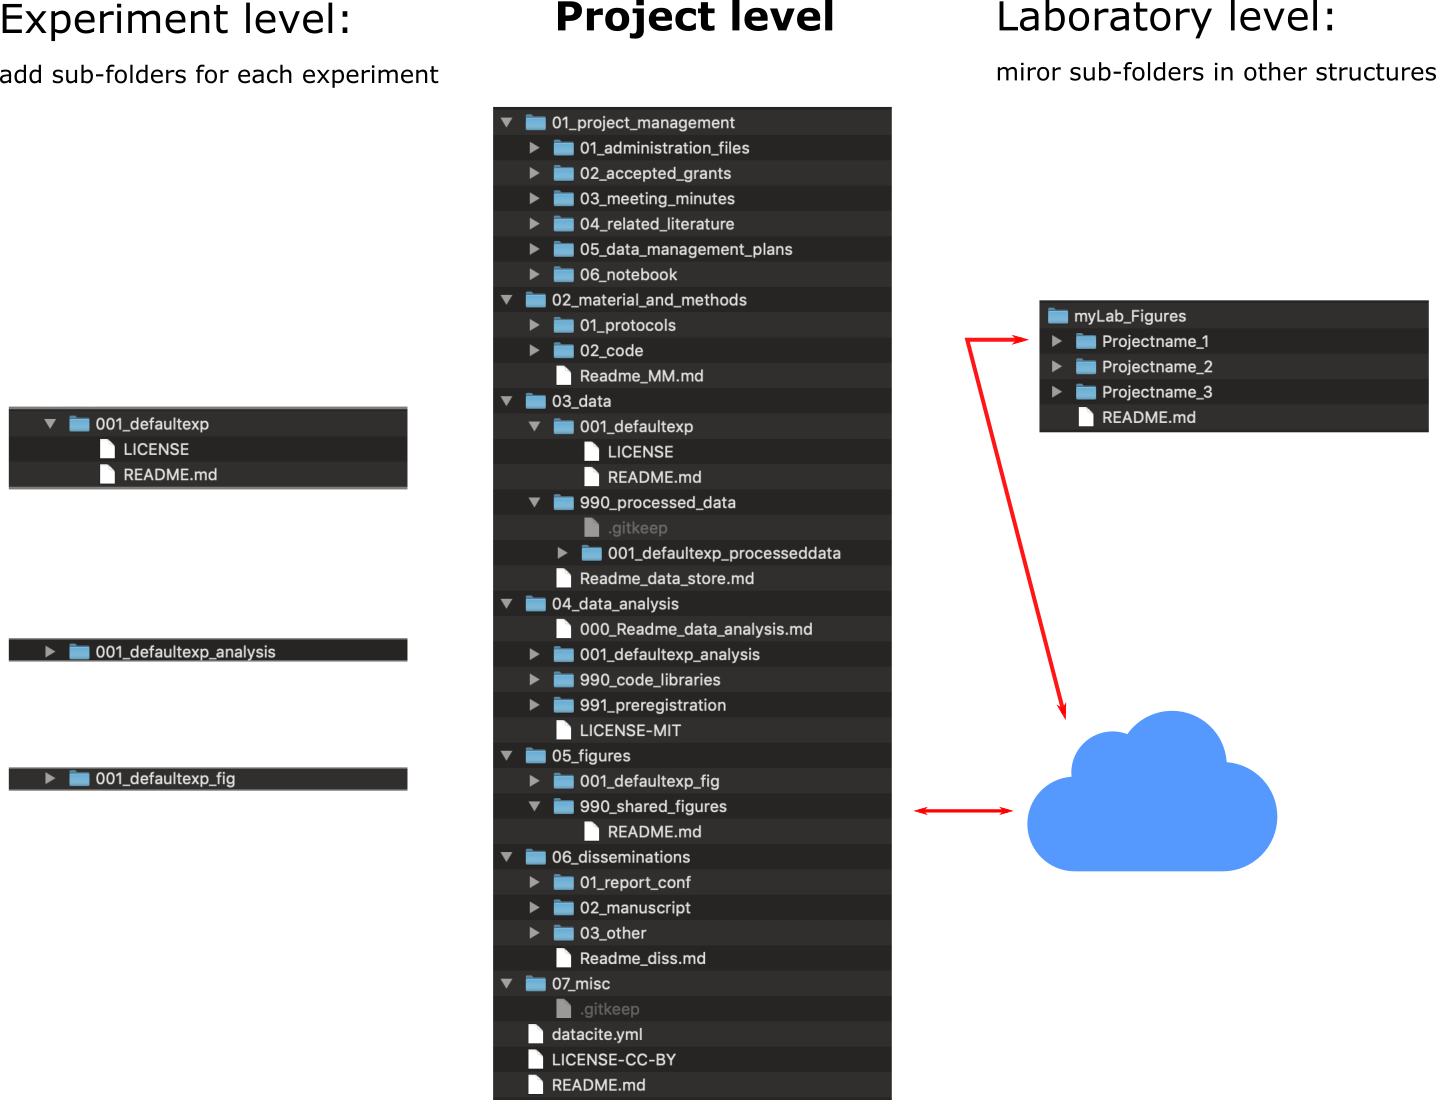 Experiment level:
add sub-folders for each experiment
001_defaultexp
LICENSE
README.md
001_defaultexp_analysis
001_defaultexp_fig
Project level
01_project_management
01_administration_files
02_accepted_grants
03_meeting_minutes
04_related_literature
05_data_management_plans
06_notebook
02_material_and_methods
01_protocols
02_code
Readme_MM.md
03_data
001_defaultexp
LICENSE
README.md
990_processed_data
.gitkeep
001_defaultexp_processeddata
Readme_data_store.md
04_data_analysis
000_Readme_data_analysis.md
001_defaultexp_analysis
990_code_libraries
991_preregistration
LICENSE-MIT
05_figures
001_defaultexp_fig
990_shared_figures
README.md
06_disseminations
01_report_conf
02_manuscript
03_other
Readme_diss.md
07_misc
.gitkeep
datacite.yml
LICENSE-CC-BY
README.md
Laboratory level:
miror sub-folders in other structures
myLab_Figures
Projectname_1
Projectname_2
Projectname_3
README.md